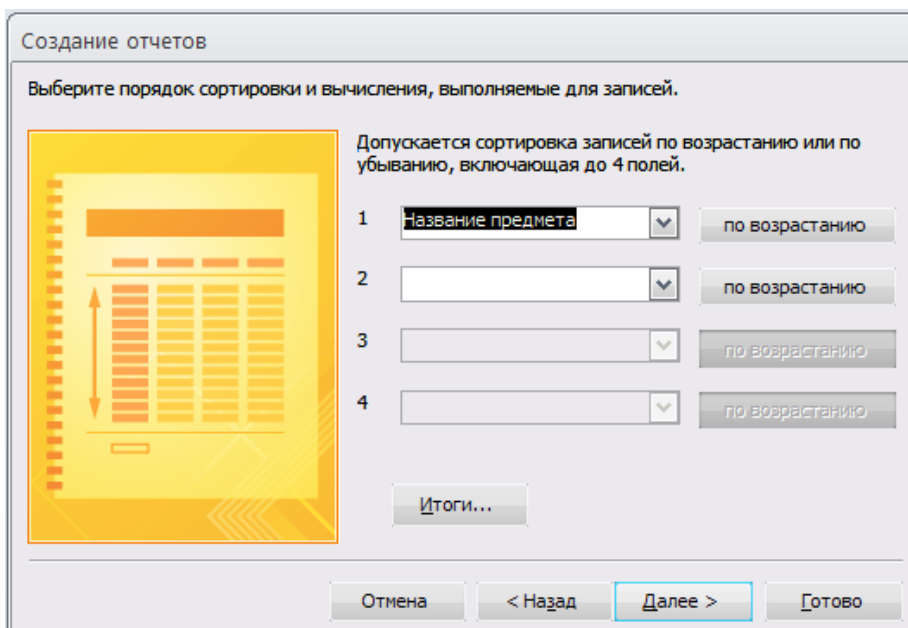 Создание отчетов
Выберите порядок сортировки и вычисления, выполняемые для записей.
Допускается сортировка записей по возрастанию или по
убыванию, включающая до 4 полей.
1 Название предмета по возрастанию
2 по возрастанию
3 по возрастанию
4 по возрастанию
Итоги...
Отмена < Назад Далее > Готово